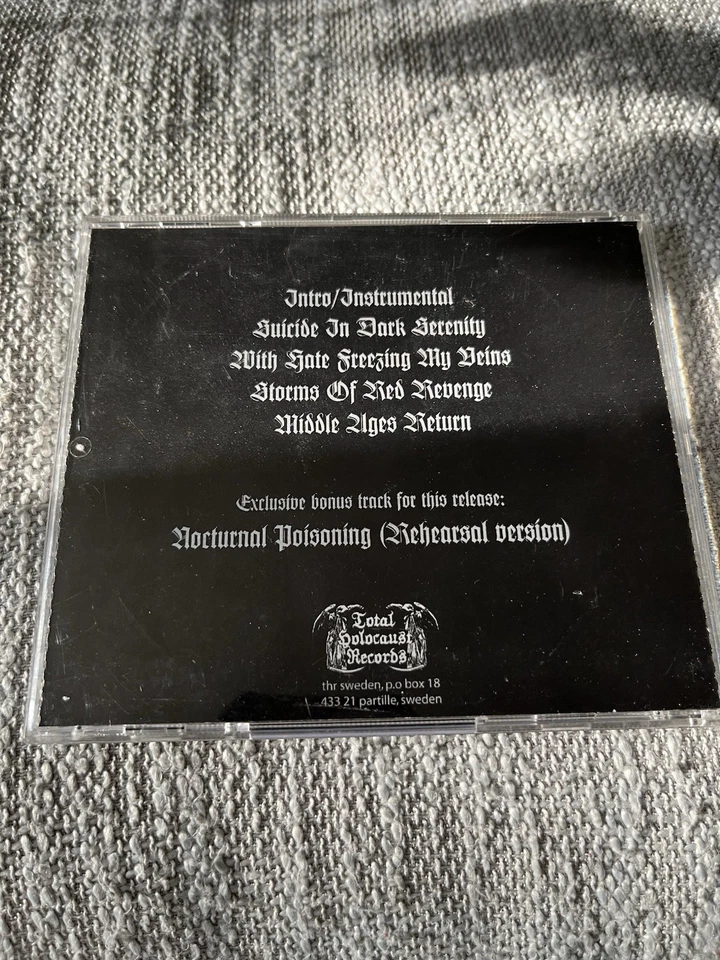 Intro/Instrumental
Suicide In Dark Serenity
With Hate Freezing My Veins
Storms Of Red Revenge
Middle Ages Return
Exclusive bonus track for this release:
Nocturnal Poisoning (Rehearsal version)
Total
Holocaust
Records
thr sweden, p.o box 18
433 21 partille, sweden